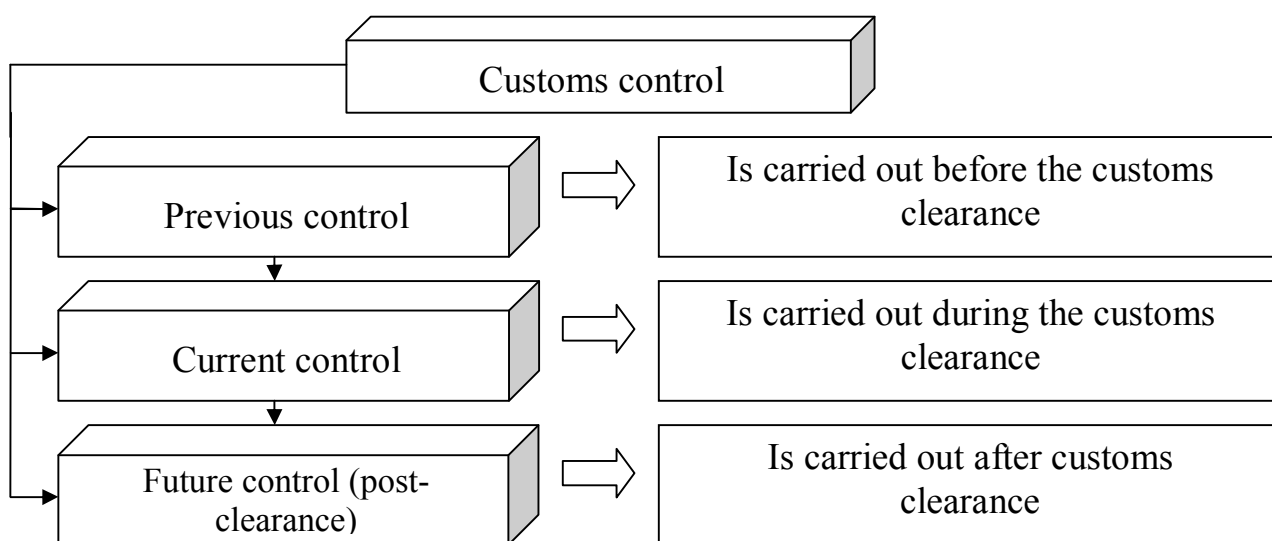 Customs control
Previous control
Is carried out before the customs
clearance
Current control
Is carried out during the customs
clearance
Future control (post-
clearance)
Is carried out after customs
clearance